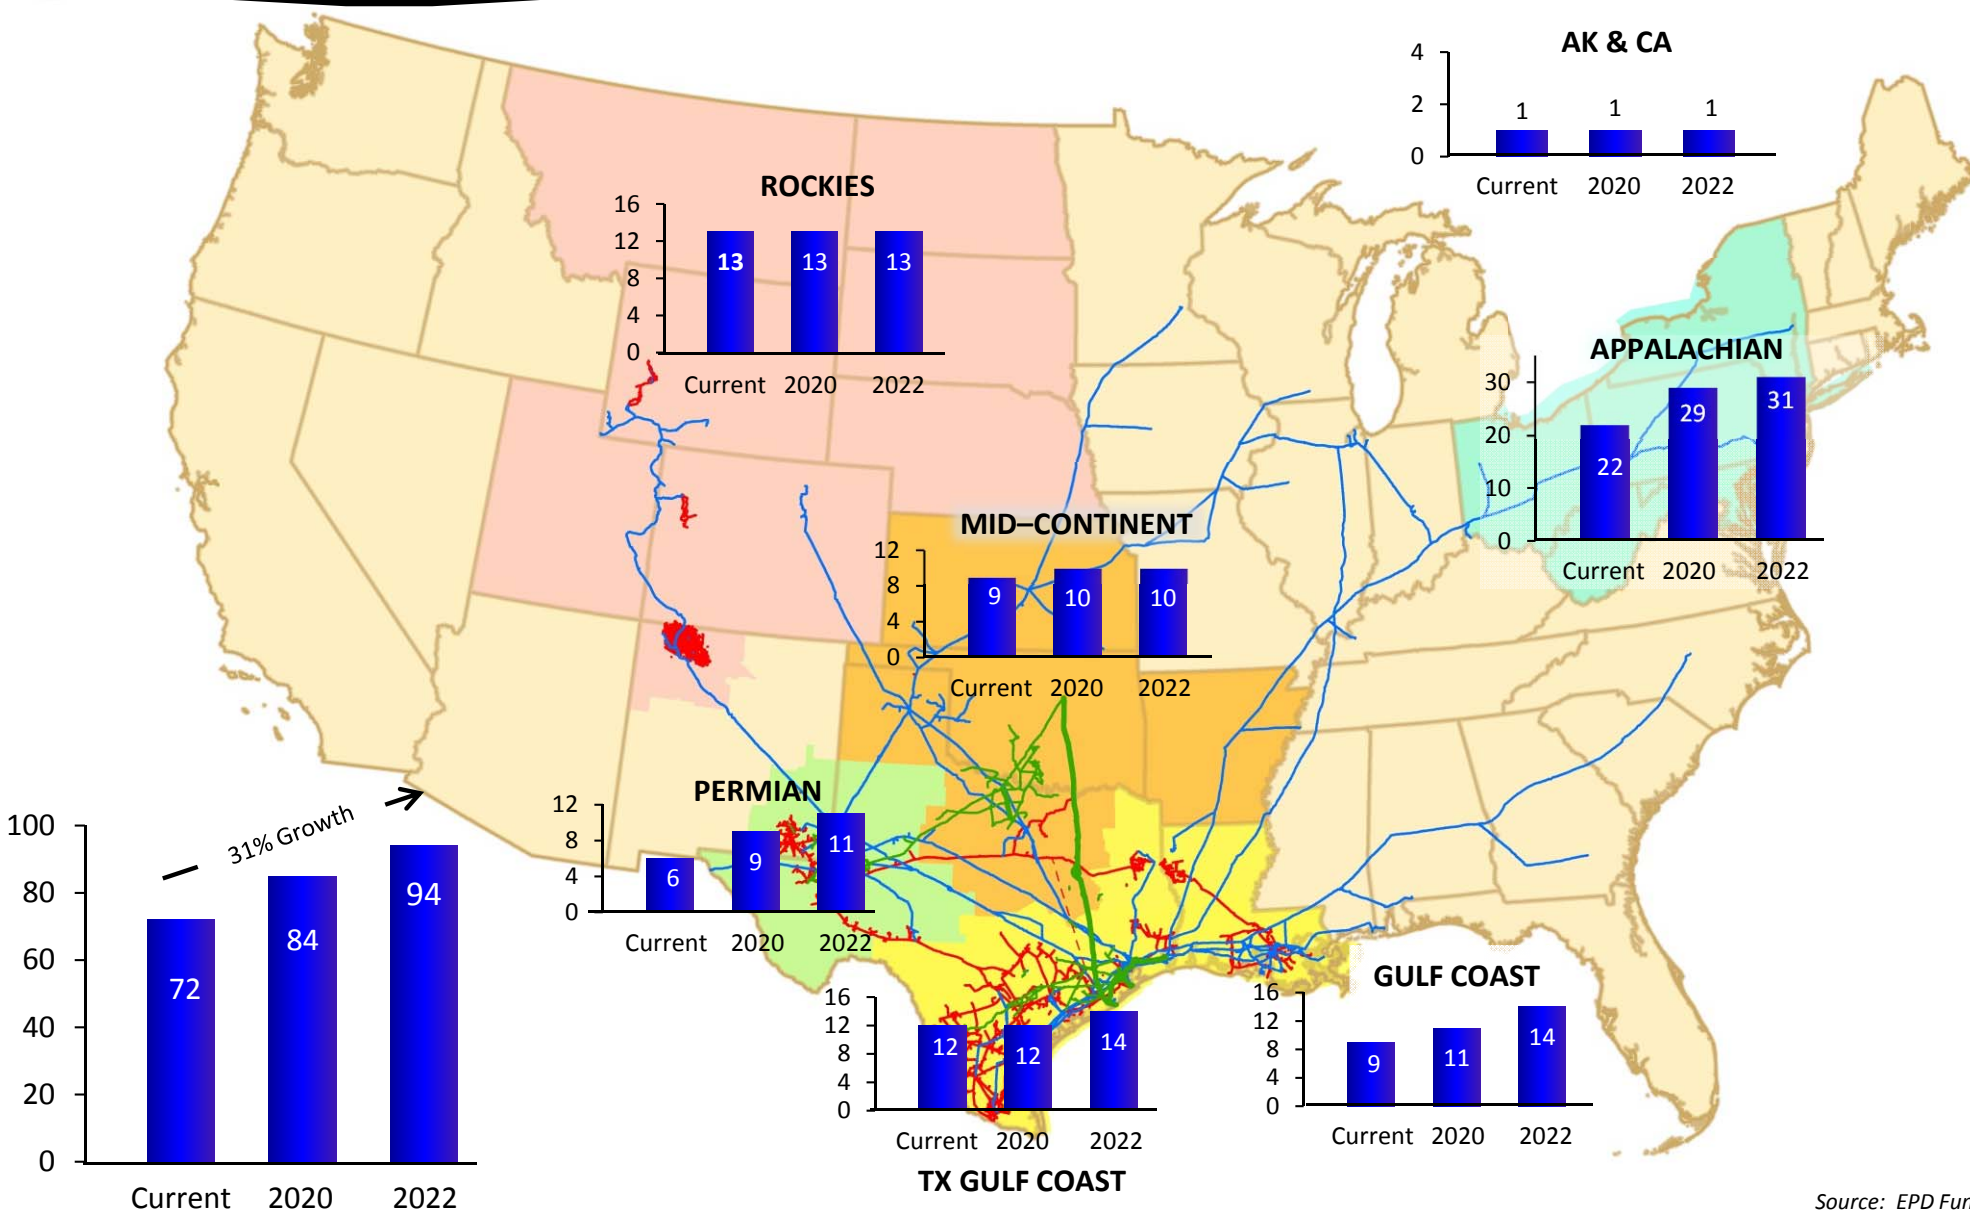 AK & CA
4
2
0
1 1 1
Current 2020 2022
ROCKIES
16
12
8
4
0
13 13 13
Current 2020 2022
APPALACHIAN
30
20
10
0
22 29 31
Current 2020 2022
MID–CONTINENT
12
8
4
0
9 10 10
Current 2020 2022
PERMIAN
12
8
4
0
6 9 11
Current 2020 2022
31% Growth
100
80
60
40
20
0
72 84 94
Current 2020 2022
16
12
8
4
0
12 12 14
Current 2020 2022
TX GULF COAST
GULF COAST
16
12
8
4
0
9 11 14
Current 2020 2022
Source: EPD